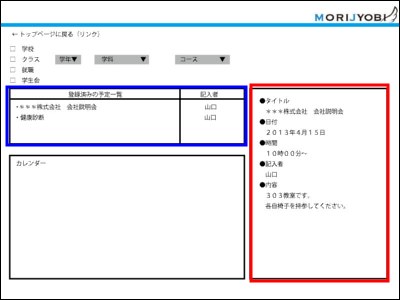 MORIJYOBI
← トップページに戻る（リンク）
□ 学校
□ クラス 学年▼ 学科▼ コース▼
□ 就職
□ 学生会
登録済みの予定一覧 記入者
・＊＊＊株式会社　会社説明会 山口
・健康診断 山口
カレンダー
●タイトル
＊＊＊株式会社　会社説明会
●日付
２０１３年４月１５日
●時間
１０時００分～
●記入者
山口
●内容
３０３教室です。
各自椅子を持参してください。